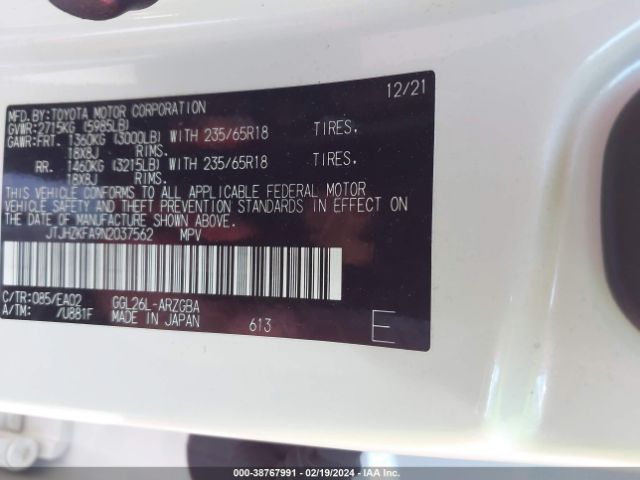 12/21
MFD.BY:TOYOTA MOTOR CORPORATION
GVWR:2715KG (5985LB)
GAWR:FRT. 1360KG (3000LB) WITH 235/65R18 TIRES,
18X8J RIMS.
RR. 1460KG (3215LB) WITH 235/65R18 TIRES,
18X8J RIMS.
THIS VEHICLE CONFORMS TO ALL APPLICABLE FEDERAL MOTOR
VEHICLE SAFETY AND THEFT PREVENTION STANDARDS IN EFFECT ON
THE DATE OF MANUFACTURE SHOWN ABOVE.
JTJHZKFA9N2037562 MPV
C/TR:085/EA02 GGL26L-ARZGBA
A/TM: /U881F MADE IN JAPAN 613 E
000-38767991 — 02/19/2024 — IAA Inc.